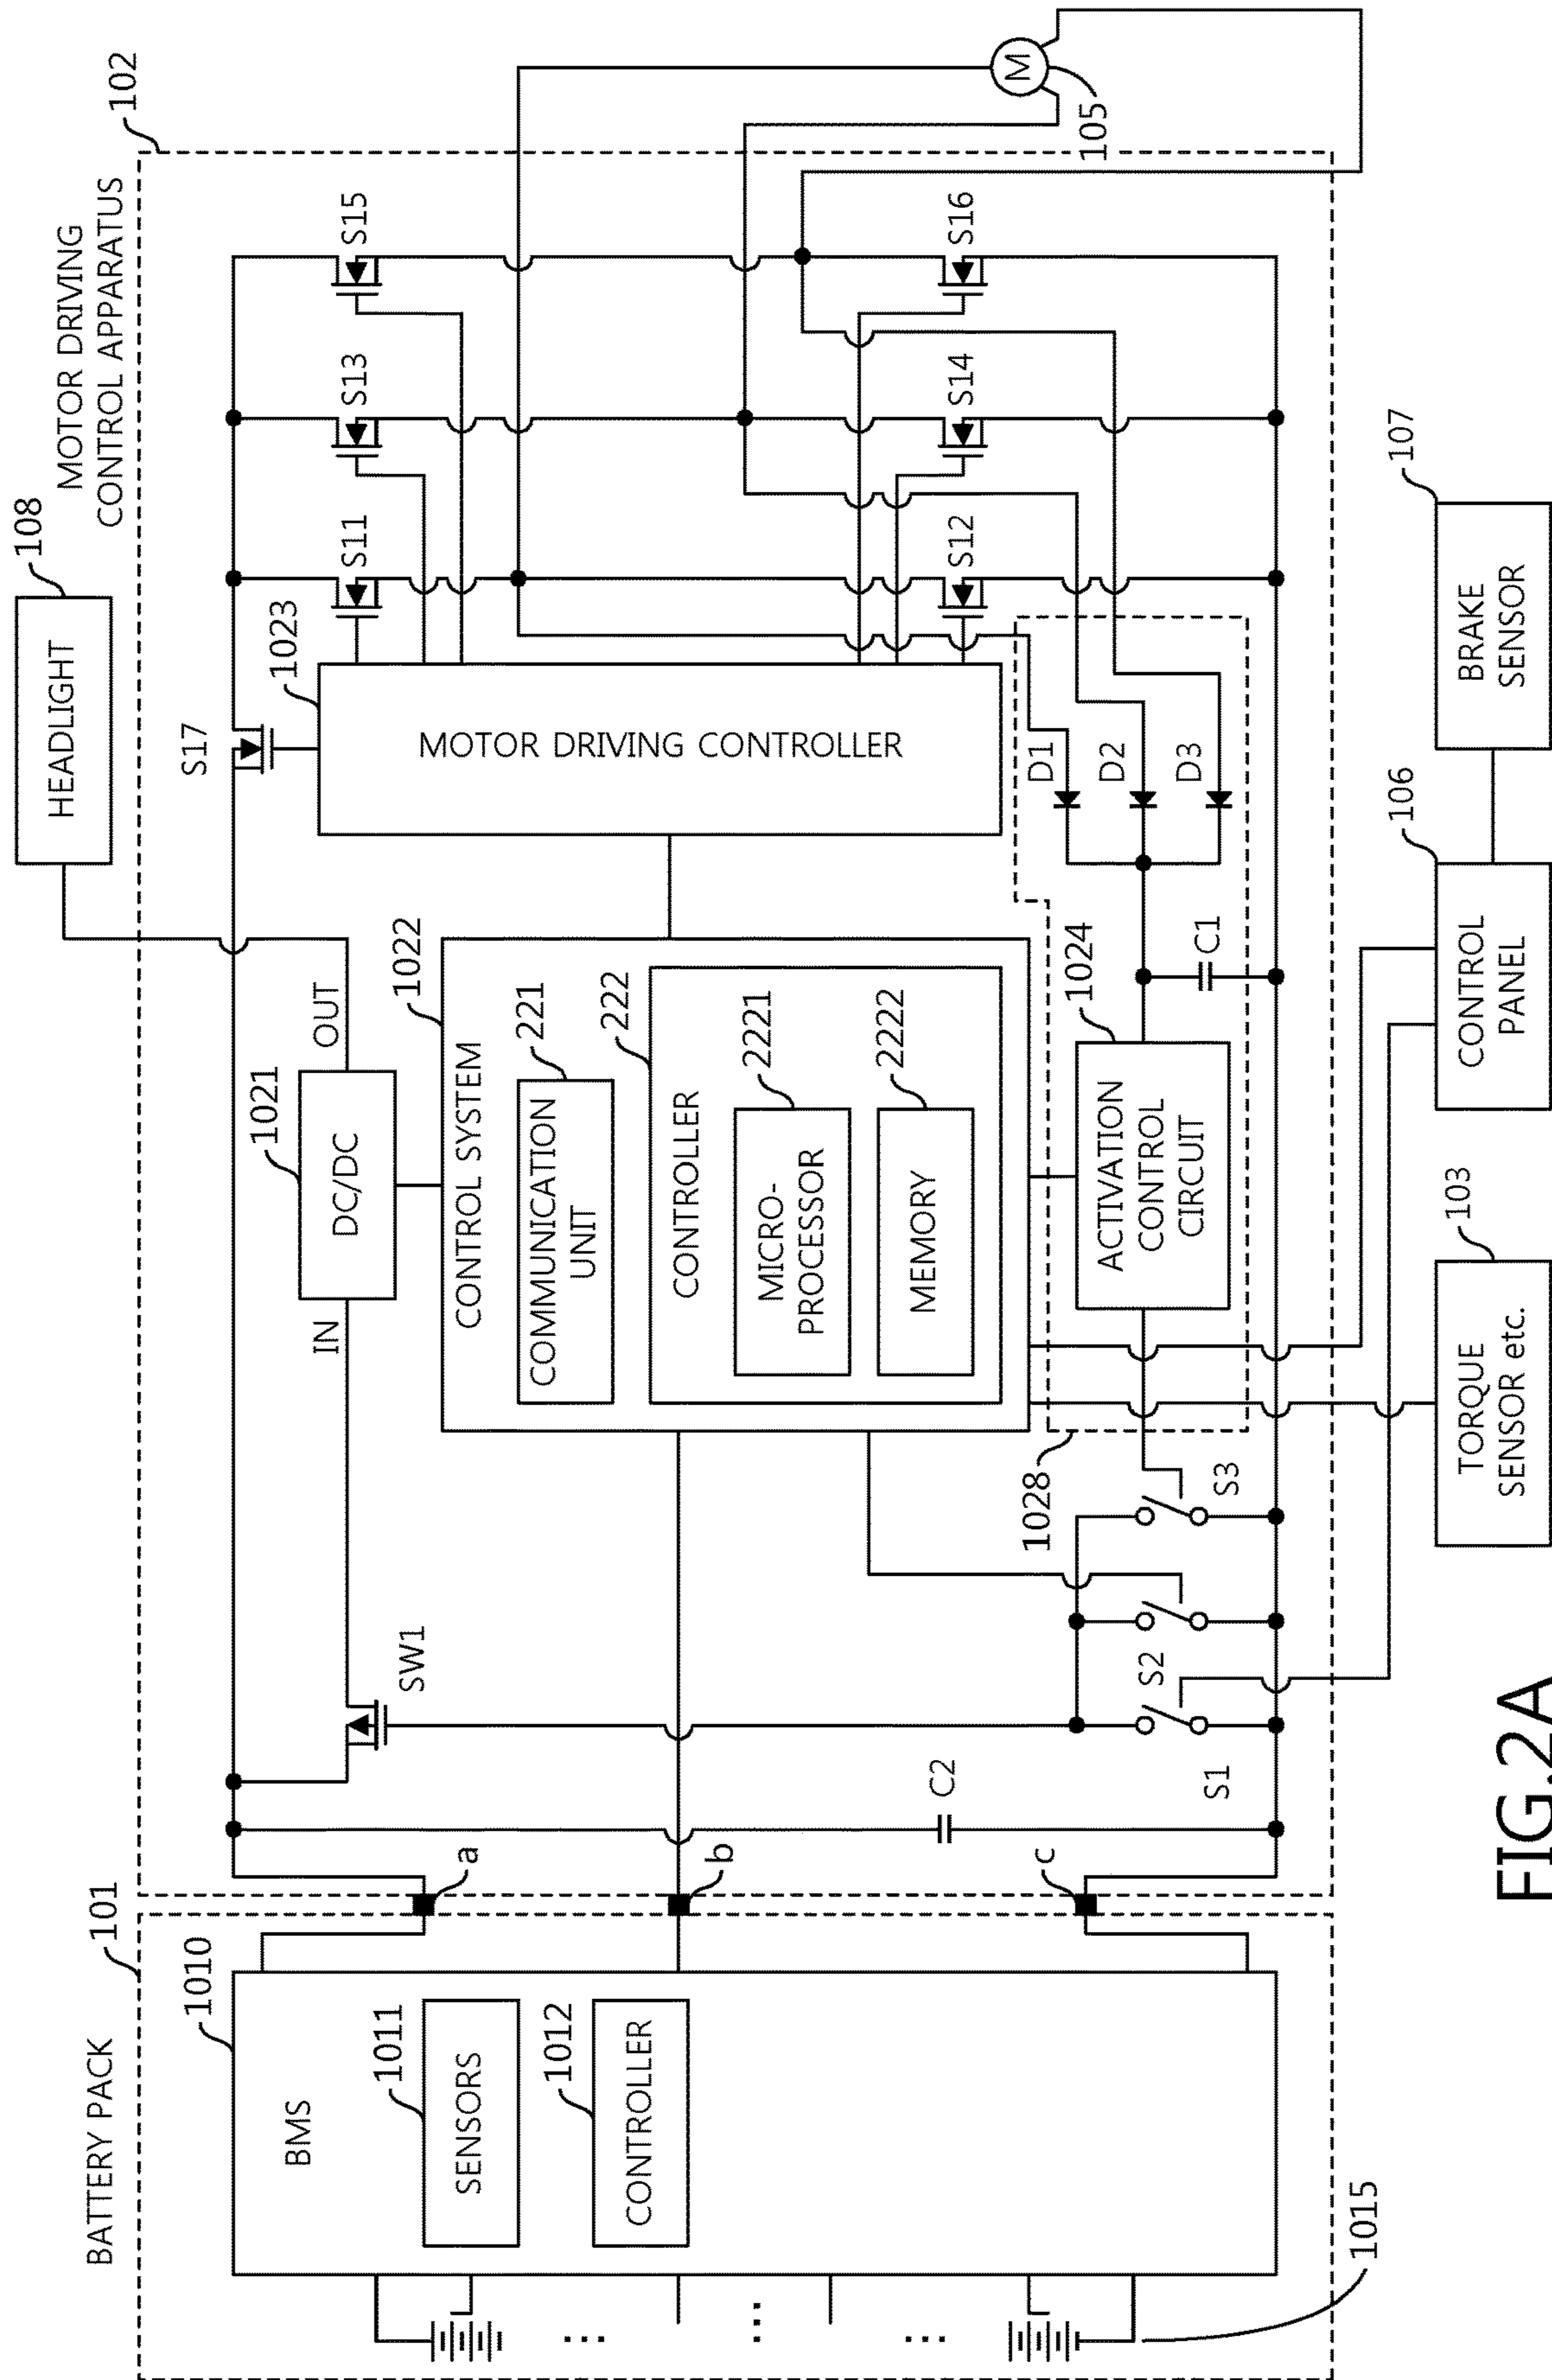 BATTERY PACK
101
1010
BMS
1011
SENSORS
1012
CONTROLLER
1015
a
b
c
MOTOR DRIVING
CONTROL APPARATUS
102
HEADLIGHT
108
SW1
IN
1021
DC/DC
OUT
S17
1023
MOTOR DRIVING CONTROLLER
1022
CONTROL SYSTEM
221
COMMUNICATION
UNIT
222
CONTROLLER
2221
MICRO-
PROCESSOR
2222
MEMORY
S11
S13
S15
S12
S14
S16
M
105
C2
S1
S2
S3
1028
1024
ACTIVATION
CONTROL
CIRCUIT
C1
D1
D2
D3
103
TORQUE
SENSOR etc.
106
CONTROL
PANEL
107
BRAKE
SENSOR
FIG.2A